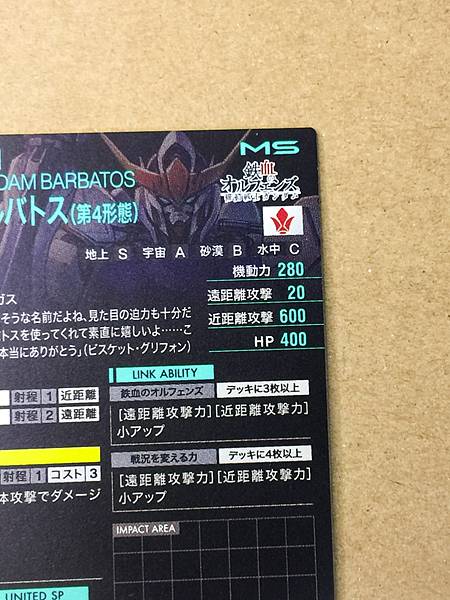 MS
DAM BARBATOS
鉄血の
オルフェンズ
機動戦士ガンダム
バトス(第4形態)
地上 S 宇宙 A 砂漠 B 水中 C
機動力 280
遠距離攻撃 20
近距離攻撃 600
HP 400
ガス
そうな名前だよね、見た目の迫力も十分だ
トスを使ってくれて素直に嬉しいよ……こ
本当にありがとう」(ビスケット・グリフォン)
射程 1 近距離
射程 2 遠距離
射程 1 コスト 3
体攻撃でダメージ
UNITED SP
LINK ABILITY
鉄血のオルフェンズ デッキに3枚以上
[遠距離攻撃力] [近距離攻撃力]
小アップ
戦況を変える力 デッキに4枚以上
[遠距離攻撃力] [近距離攻撃力]
小アップ
IMPACT AREA